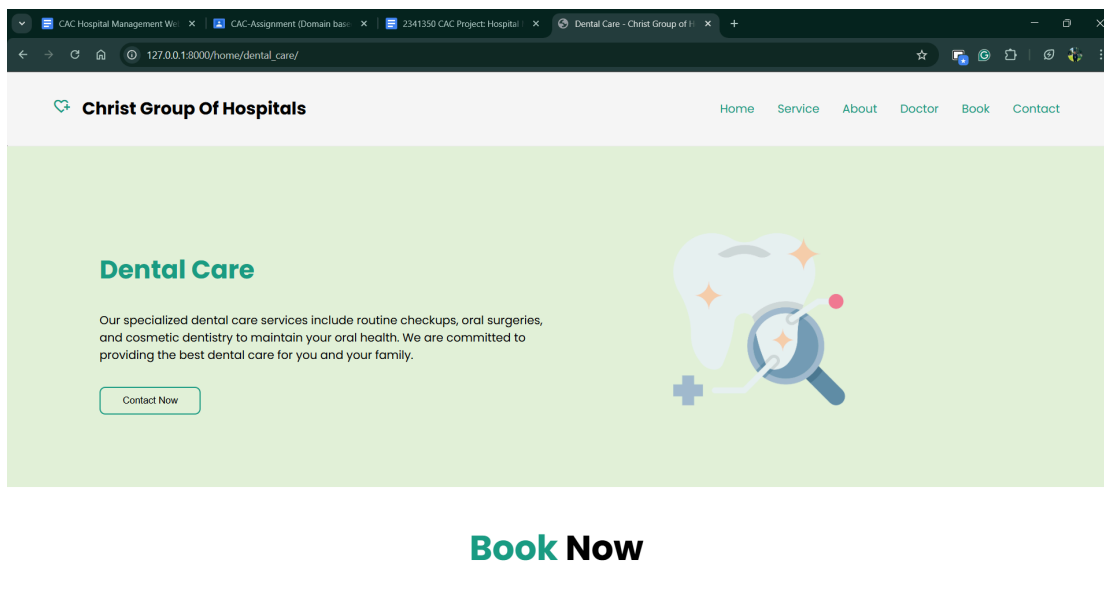 CAC Hospital Management We
CAC-Assignment (Domain base
2341350 CAC Project: Hospital
Dental Care - Christ Group of H
127.0.0.1:8000/home/dental_care/
Christ Group Of Hospitals
Home Service About Doctor Book Contact
Dental Care
Our specialized dental care services include routine checkups, oral surgeries,
and cosmetic dentistry to maintain your oral health. We are committed to
providing the best dental care for you and your family.
Contact Now
Book Now